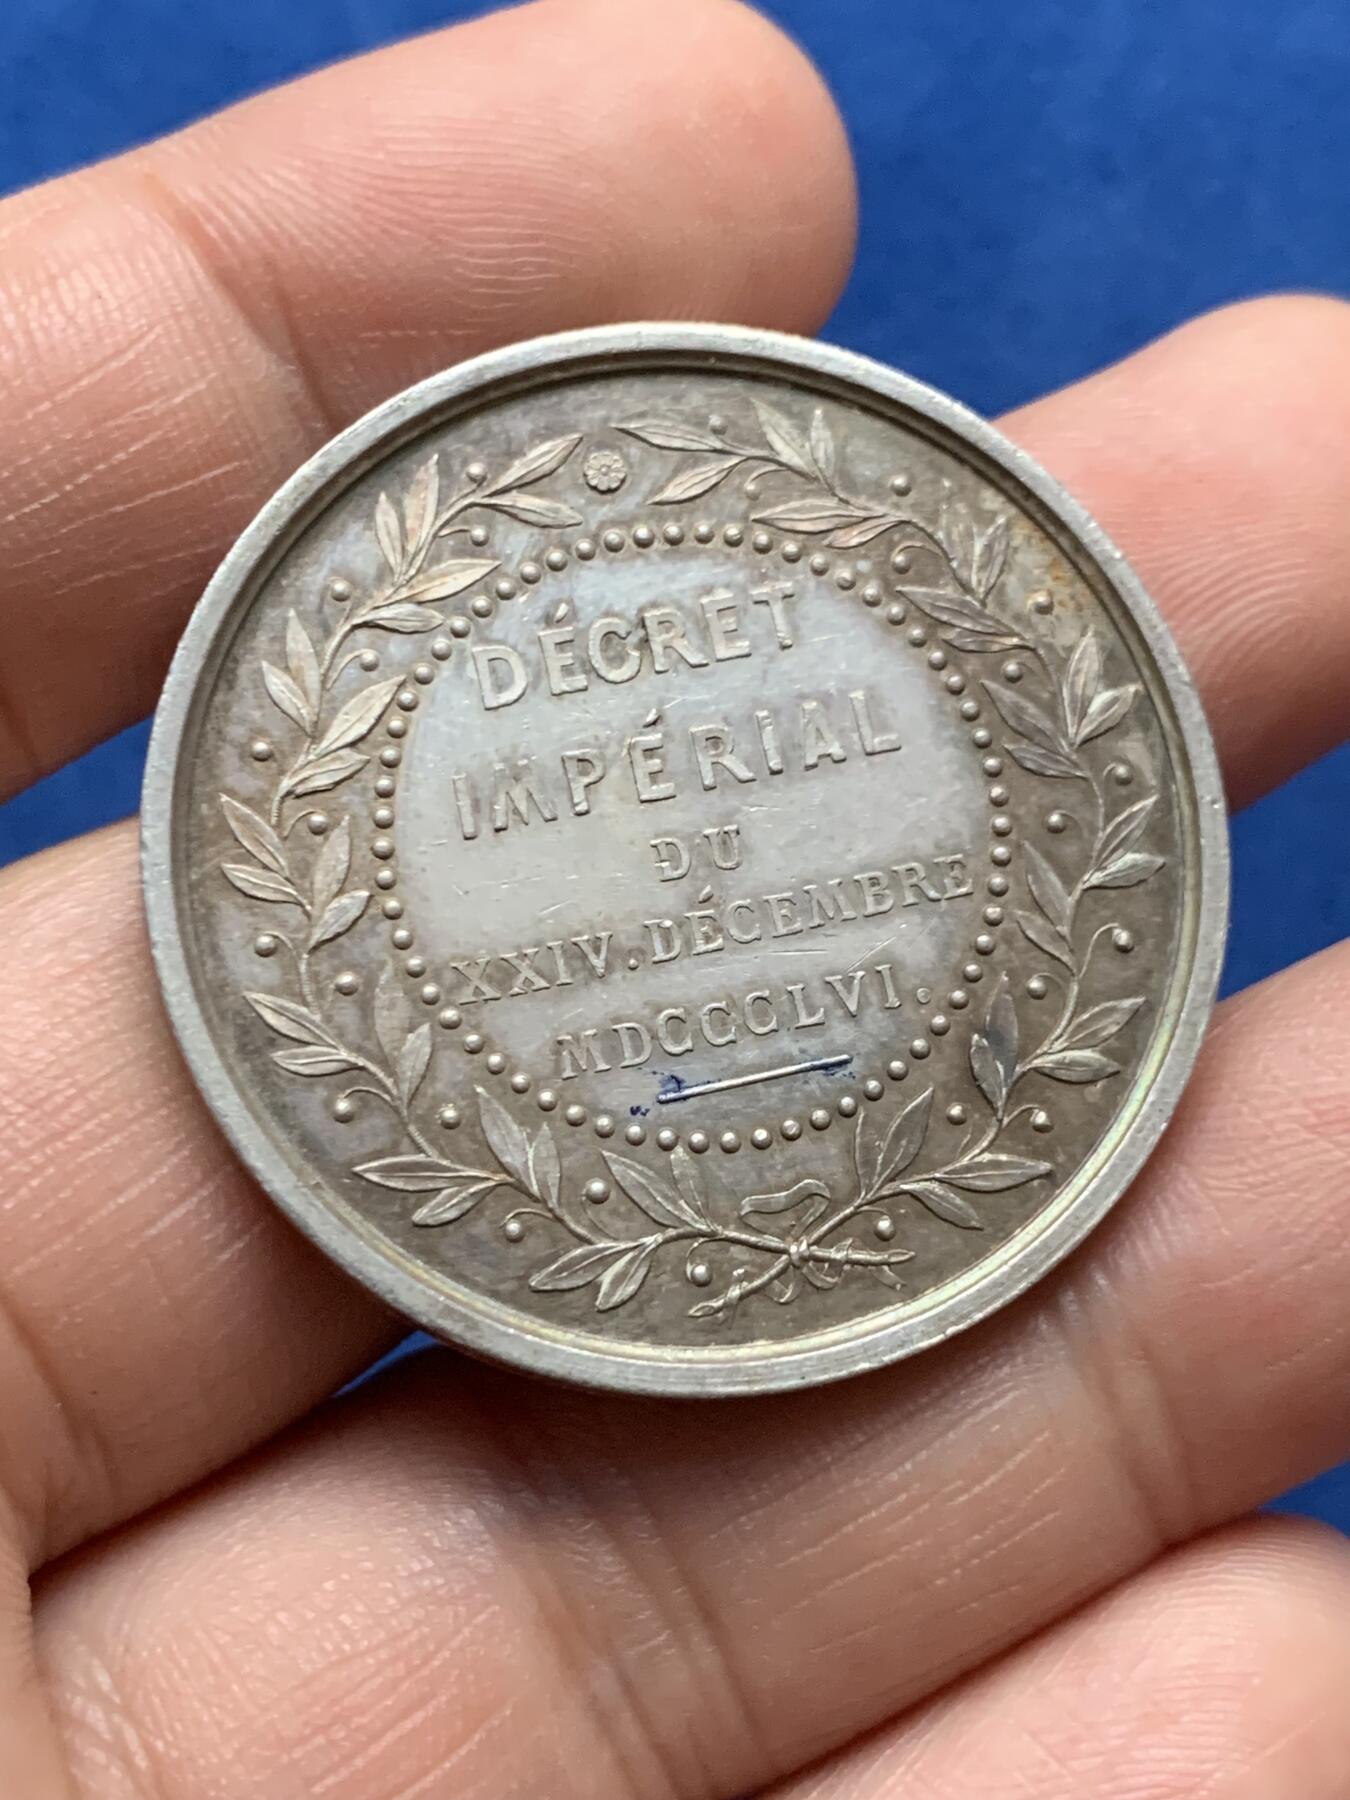 DÉCRET
IMPÉRIAL
DU
XXIV. DÉCEMBRE
MDCCCLVI.